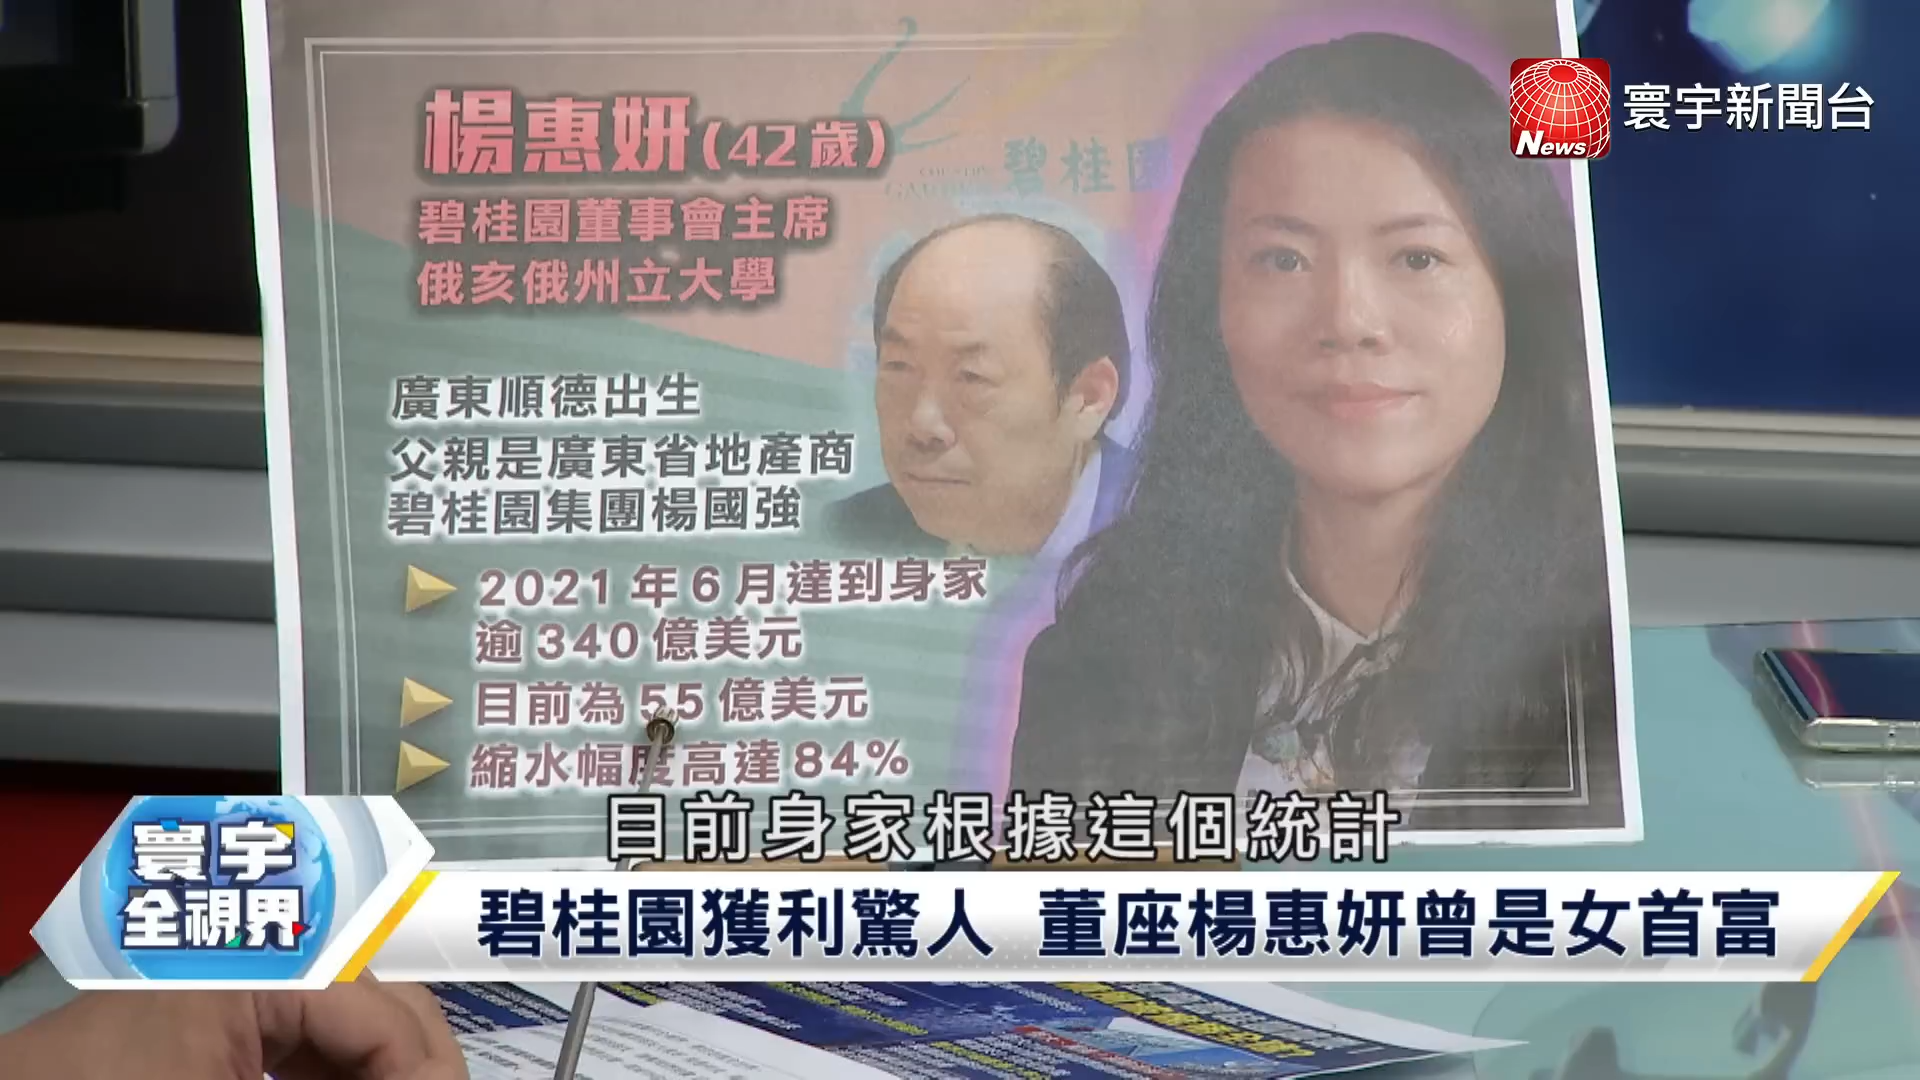 楊惠妍(42歲)
碧桂園董事會主席
俄亥俄州立大學
碧桂園
廣東順德出生
父親是廣東省地產商
碧桂園集團楊國強
2021年6月達到身家
逾340億美元
目前為55億美元
縮水幅度高達84%
News
寰宇新聞台
目前身家根據這個統計
寰宇
全視界
碧桂園獲利驚人 董座楊惠妍曾是女首富